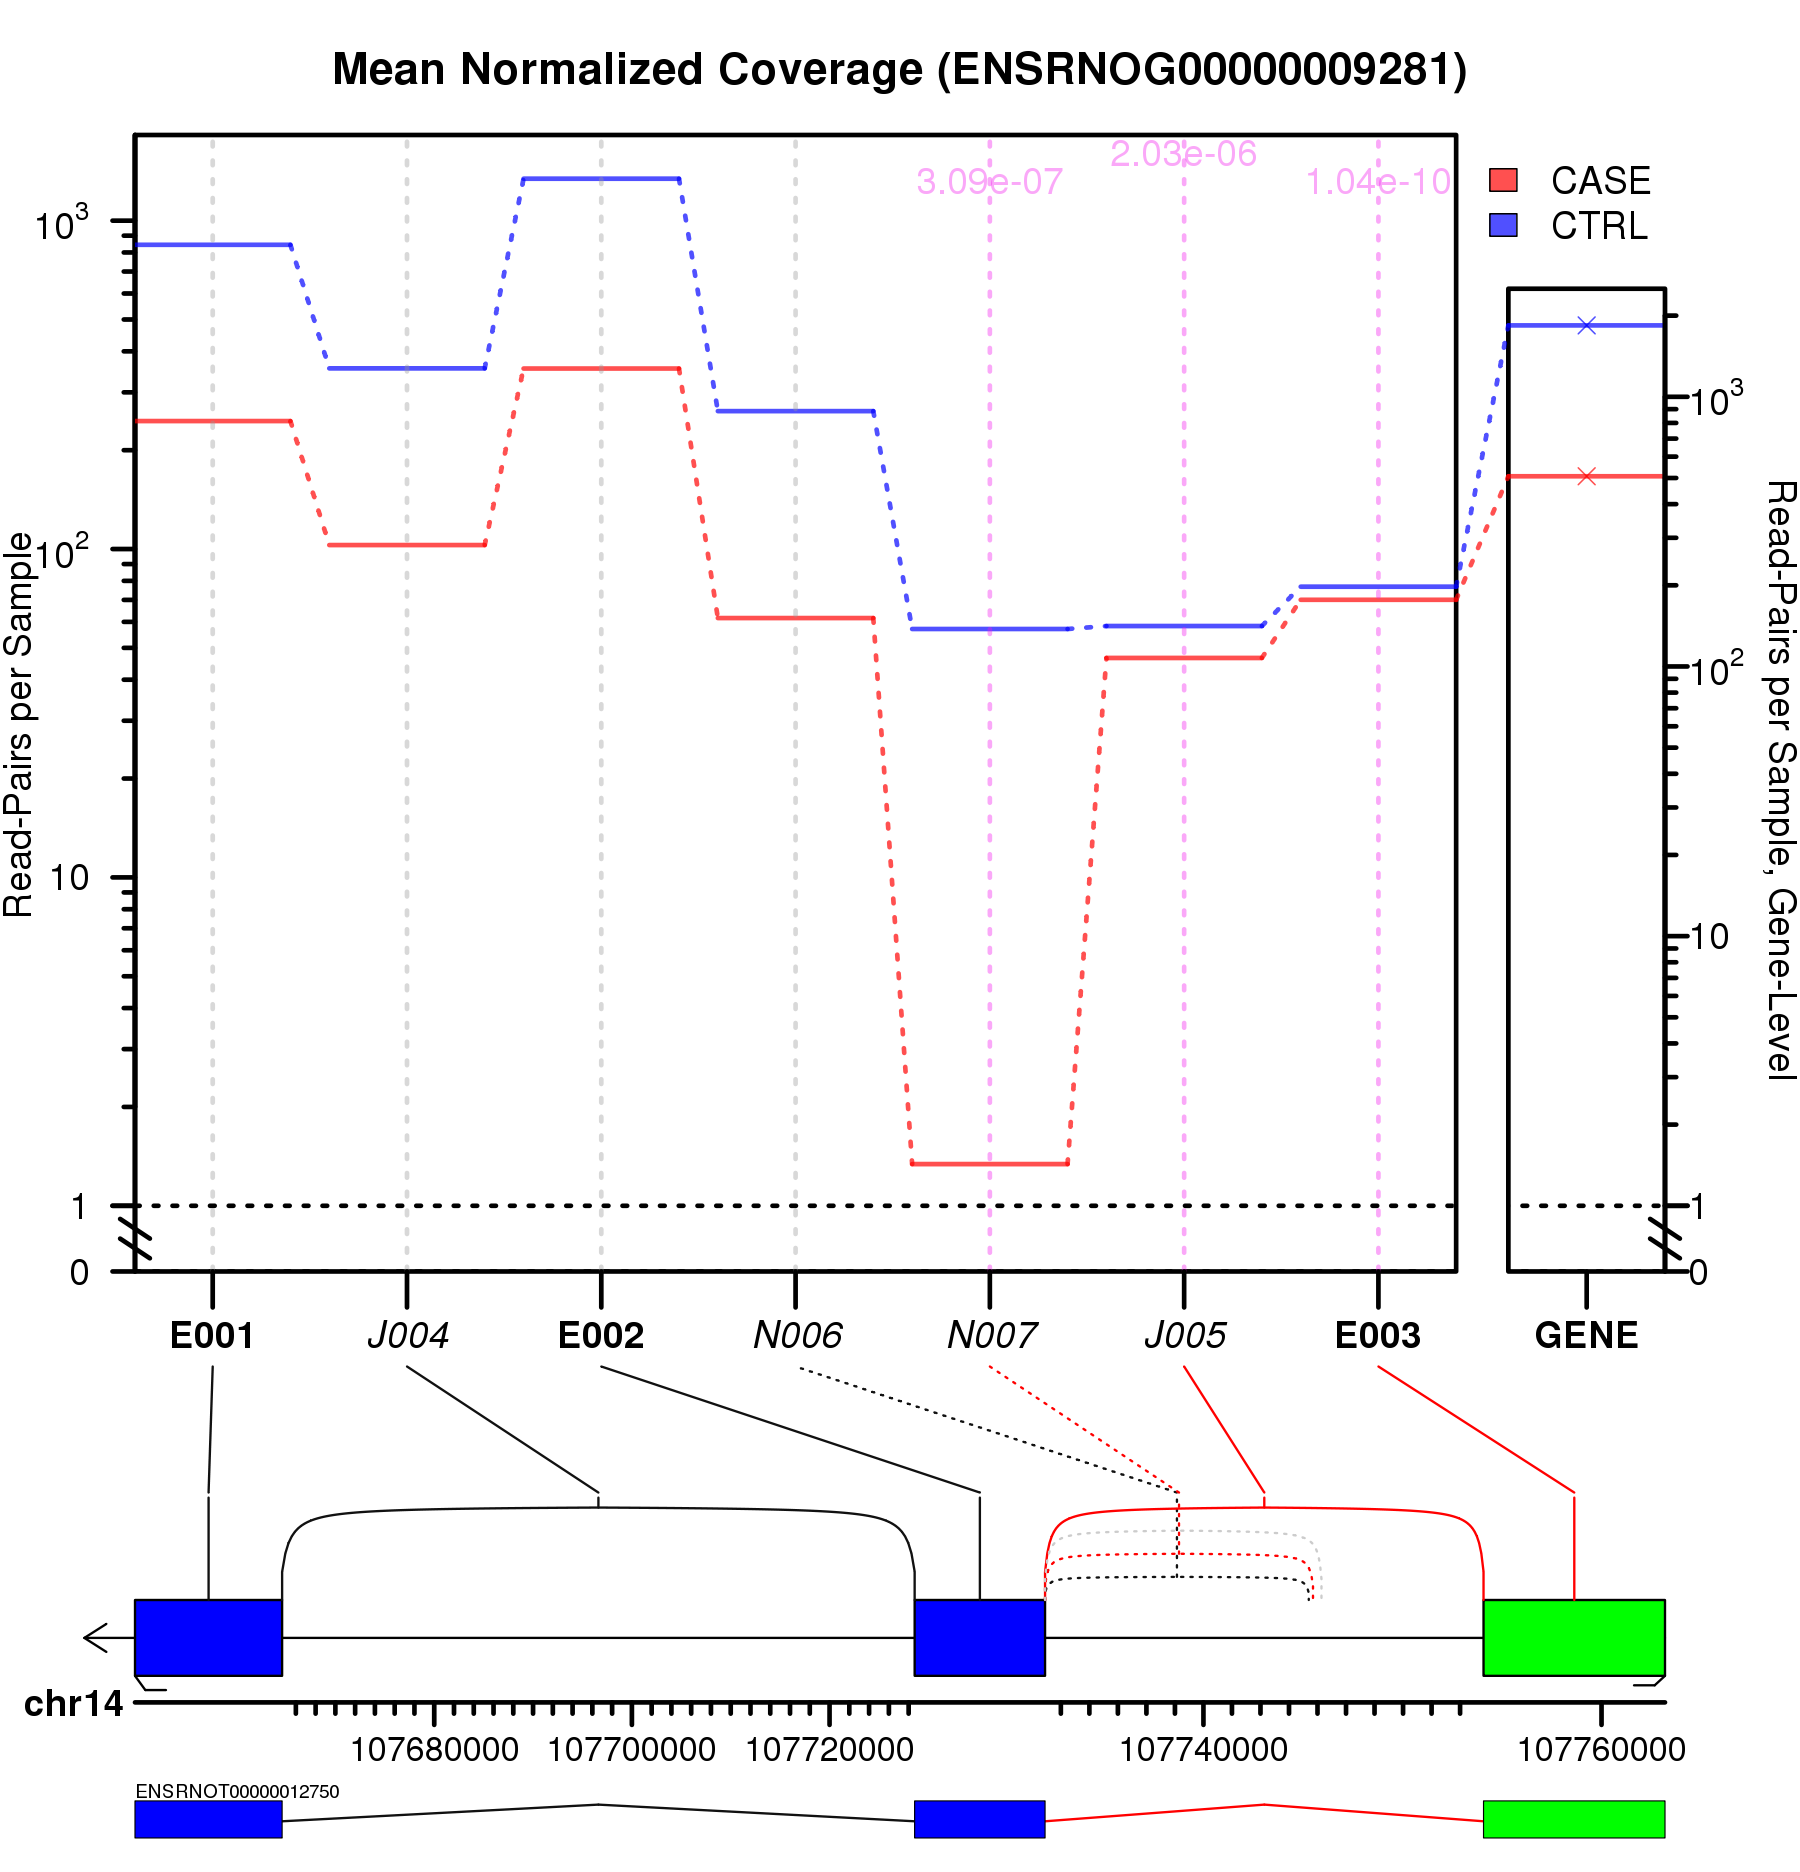 Mean Normalized Coverage (ENSRNOG00000009281)
2.03e-06
3.09e-07
1.04e-10
CASE
CTRL
Read-Pairs per Sample
10³
10²
10
1
0
Read-Pairs per Sample, Gene-Level
10³
10²
10
1
0
E001 J004 E002 N006 N007 J005 E003 GENE
chr14
107680000 107700000 107720000 107740000 107760000
ENSRNOT00000012750